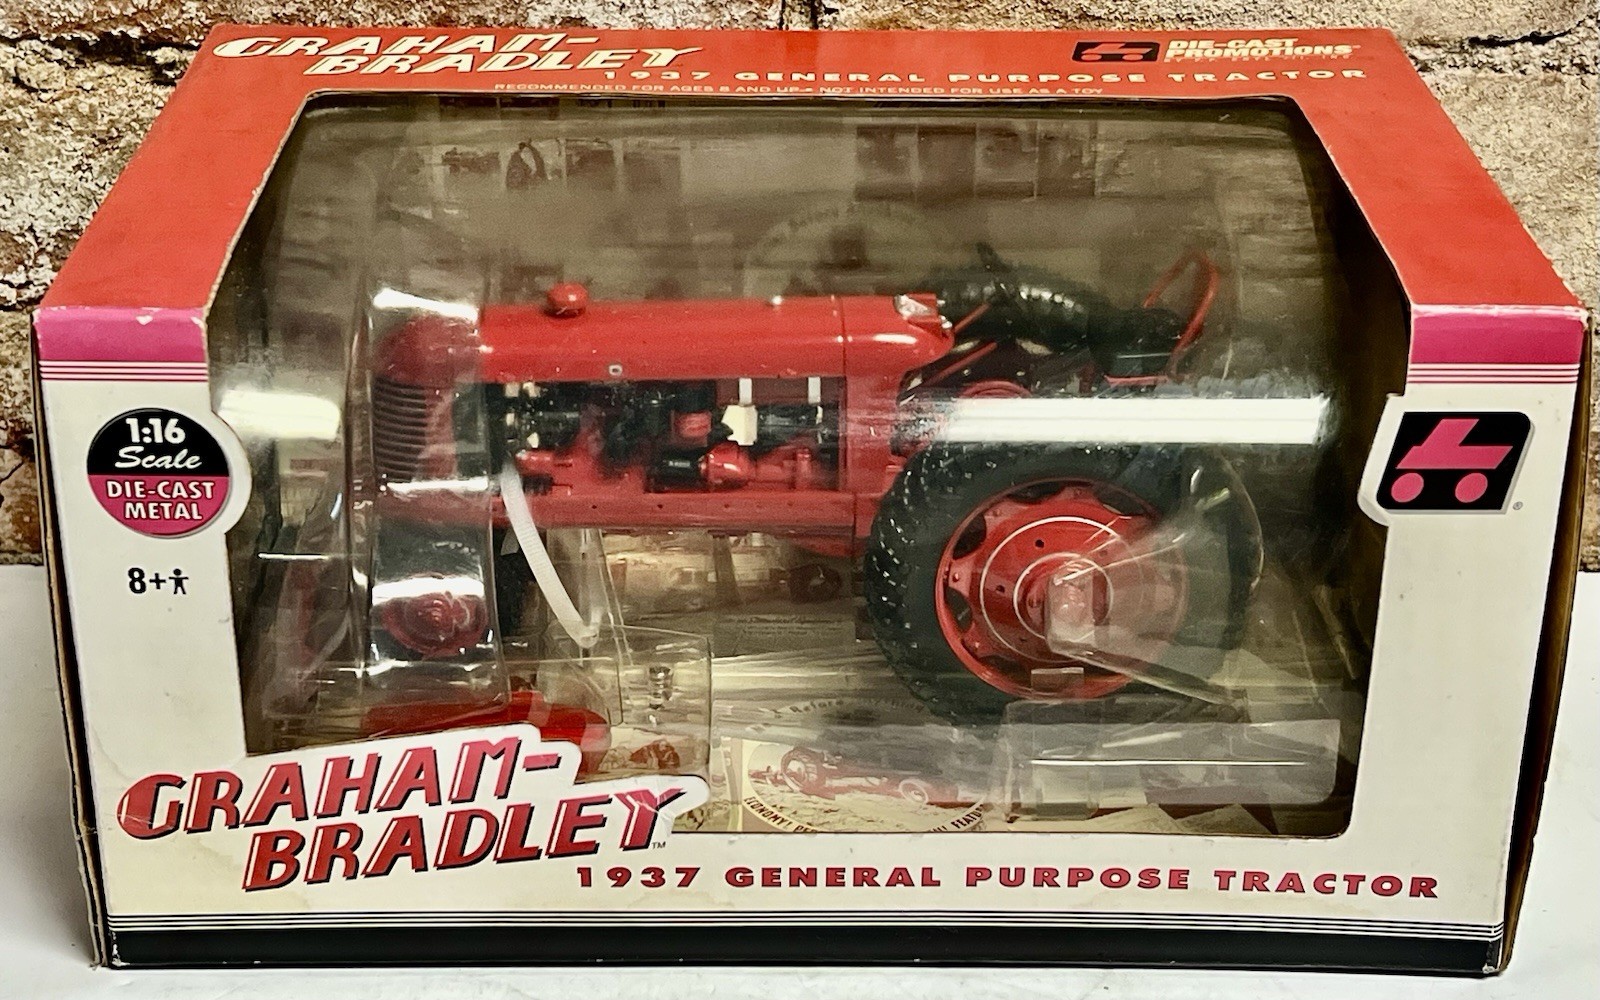 GRAHAM-
BRADLEY
1937 GENERAL PURPOSE TRACTOR
RECOMMENDED FOR AGES 8 AND UP • NOT INTENDED FOR USE AS A TOY
DIE-CAST
PROMOTIONS®
1:16
Scale
DIE-CAST
METAL
8+
®
GRAHAM-
BRADLEY™
1937 GENERAL PURPOSE TRACTOR